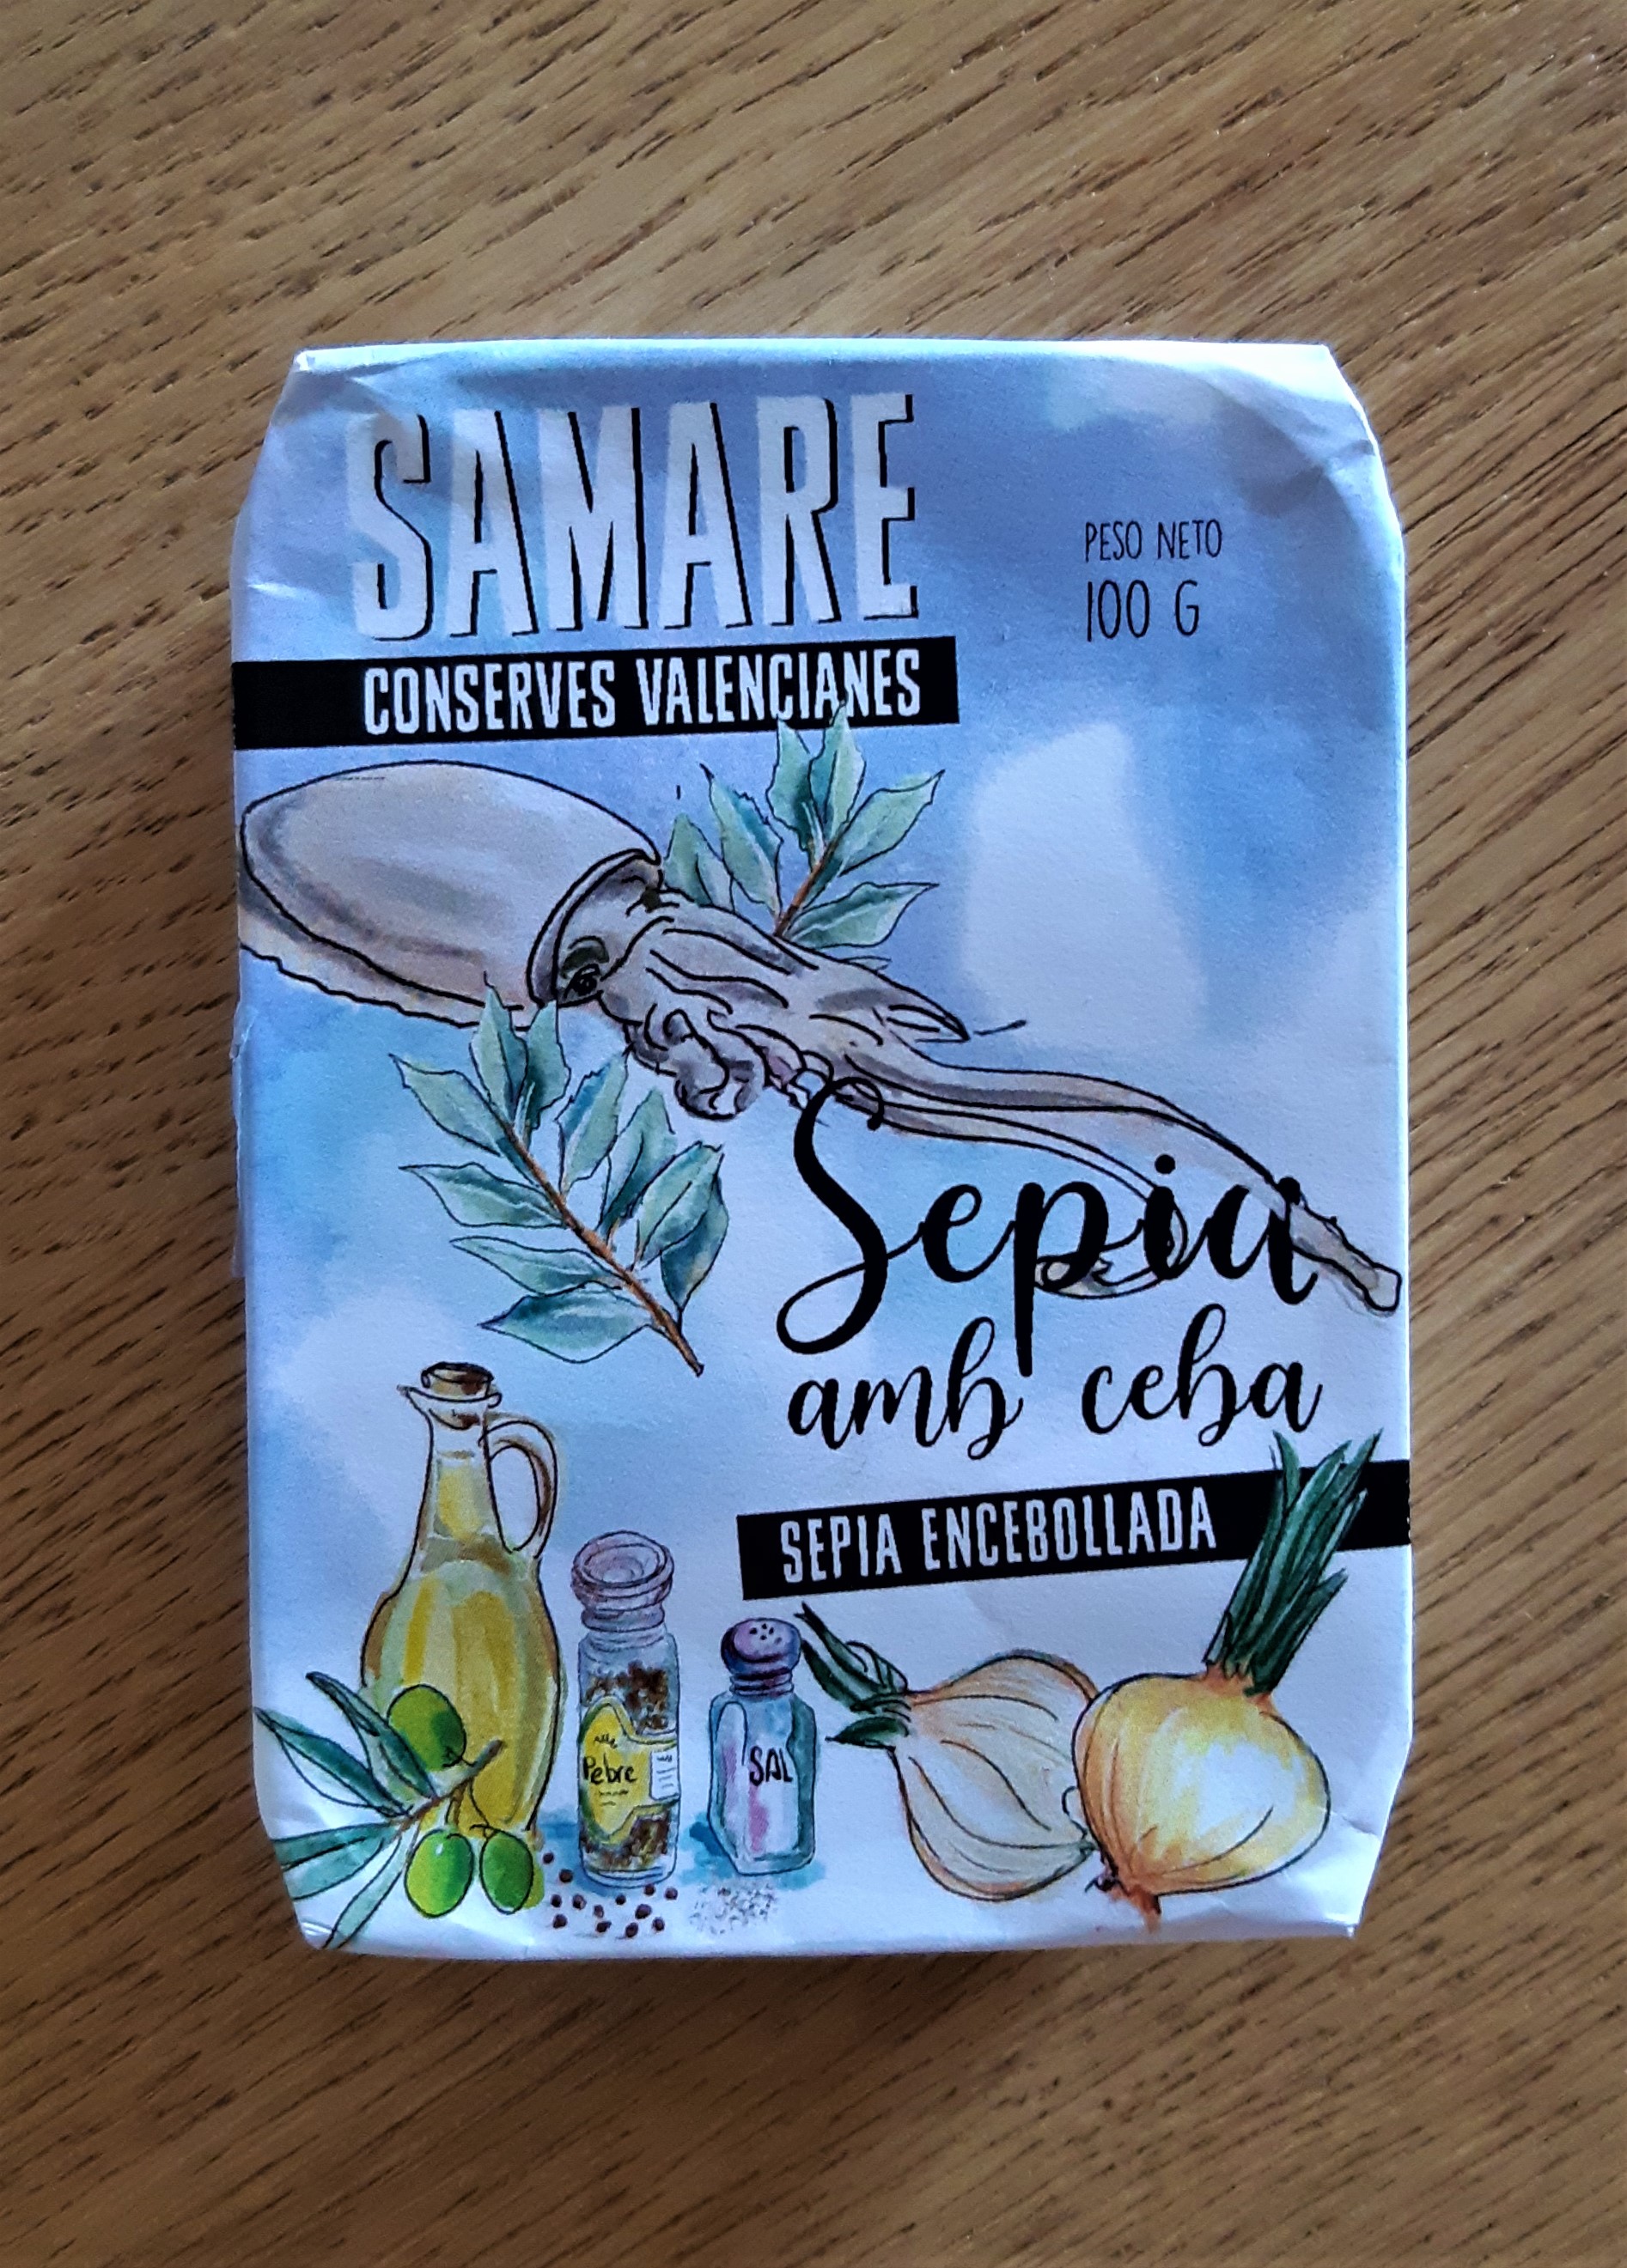 SAMARE
CONSERVES VALENCIANES
PESO NETO
100 G
Sepia
amb ceba
SEPIA ENCEBOLLADA
Pebre
SAL